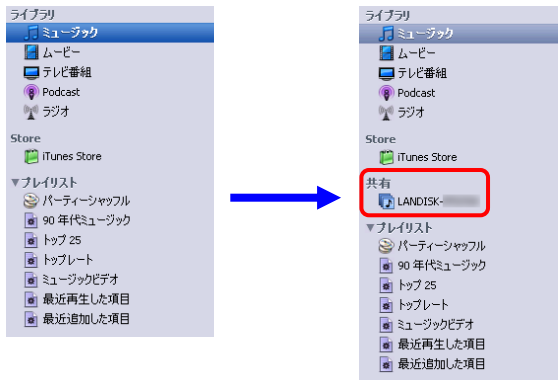 ライブラリ
ミュージック
ムービー
テレビ番組
Podcast
ラジオ
Store
iTunes Store
プレイリスト
パーティーシャッフル
90 年代ミュージック
トップ 25
トップレート
ミュージックビデオ
最近再生した項目
最近追加した項目
ライブラリ
ミュージック
ムービー
テレビ番組
Podcast
ラジオ
Store
iTunes Store
共有
LANDISK-
プレイリスト
パーティーシャッフル
90 年代ミュージック
トップ 25
トップレート
ミュージックビデオ
最近再生した項目
最近追加した項目